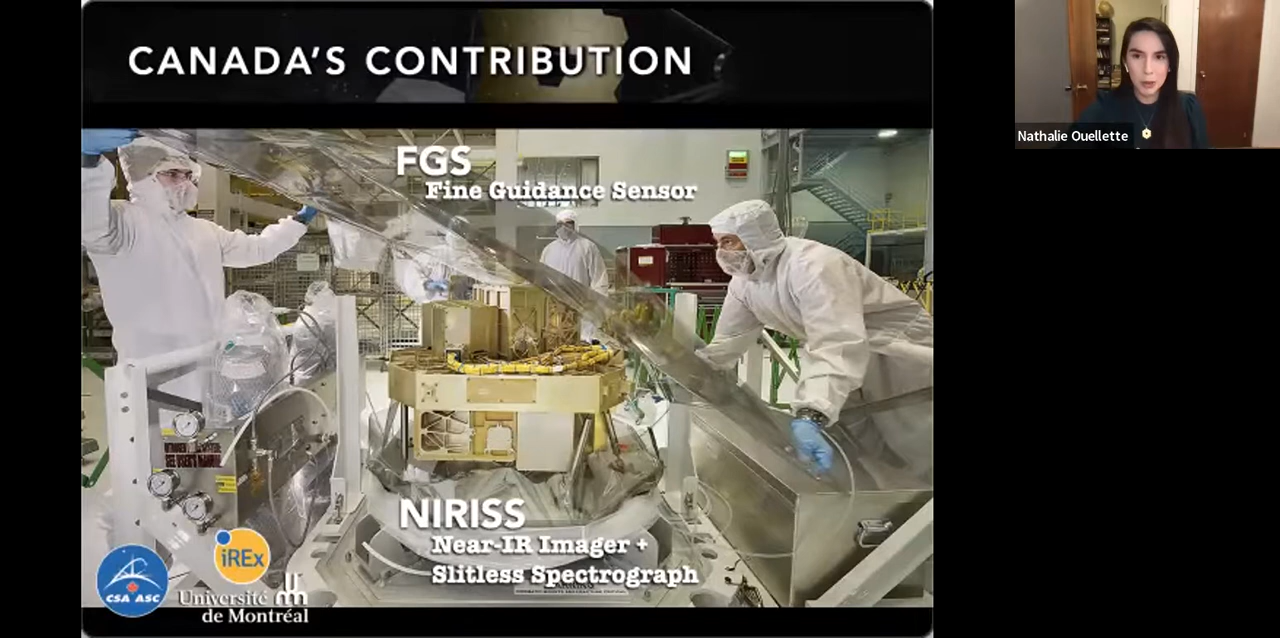 CANADA'S CONTRIBUTION
Nathalie Ouellette
FGS
Fine Guidance Sensor
NIRISS
Near-IR Imager +
Slitless Spectrograph
iREx
CSA ASC
Université m
de Montréal